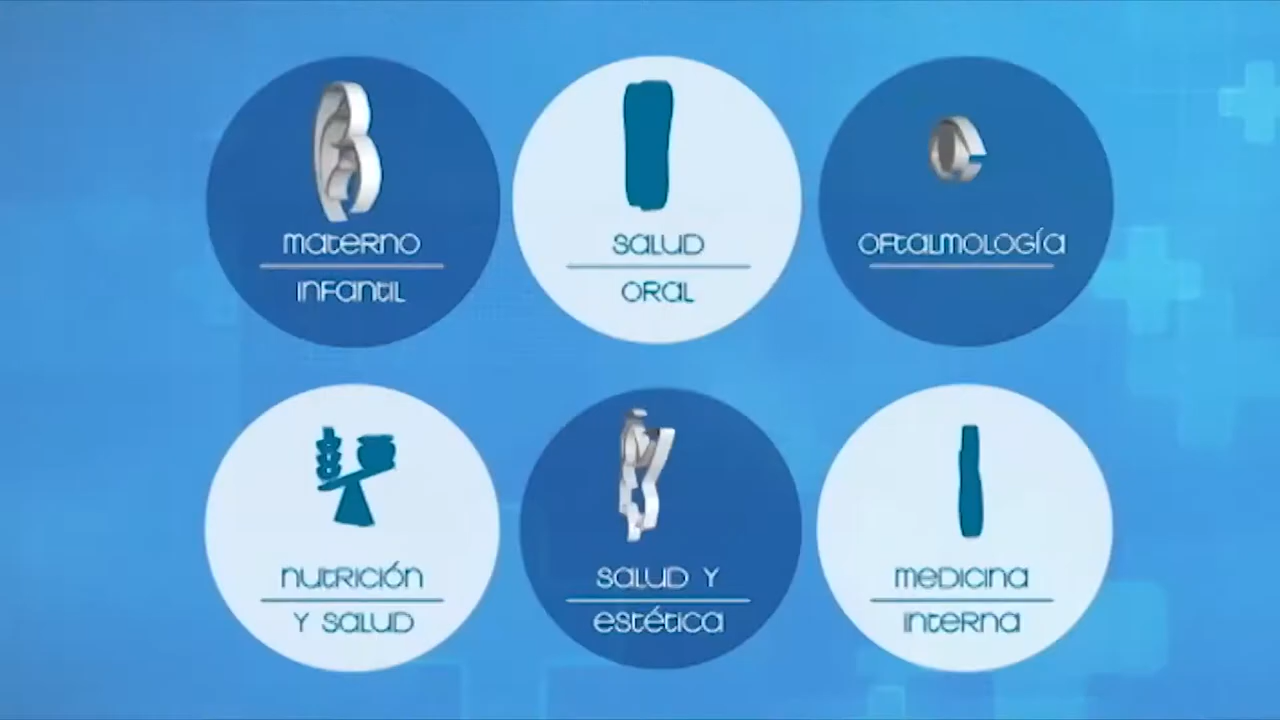 MATERNO
INFANTIL
SALUD
ORAL
OFTALMOLOGÍA
NUTRICIÓN
Y SALUD
SALUD Y
ESTÉTICA
MEDICINA
INTERNA